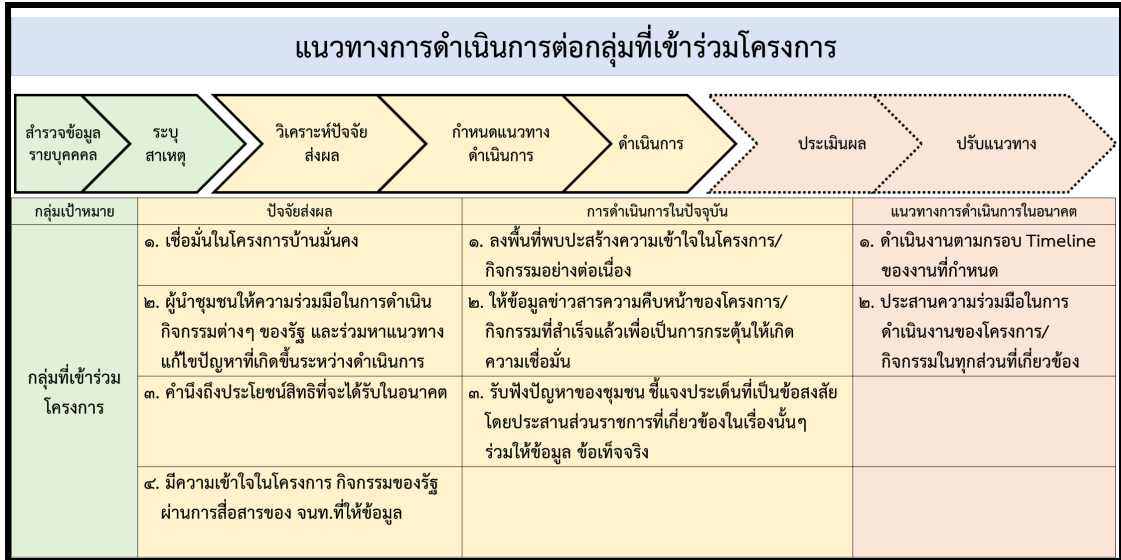 แนวทางการดำเนินการต่อกลุ่มที่เข้าร่วมโครงการ
สำรวจข้อมูล
รายบุคคคล
ระบุ
สาเหตุ
วิเคราะห์ปัจจัย
ส่งผล
กำหนดแนวทาง
ดำเนินการ
ดำเนินการ
ประเมินผล
ปรับแนวทาง
กลุ่มเป้าหมาย
ปัจจัยส่งผล
การดำเนินการในปัจจุบัน
แนวทางการดำเนินการในอนาคต
กลุ่มที่เข้าร่วม
โครงการ
๑. เชื่อมั่นในโครงการบ้านมั่นคง
๑. ลงพื้นที่พบปะสร้างความเข้าใจในโครงการ/
กิจกรรมอย่างต่อเนื่อง
๑. ดำเนินงานตามกรอบ Timeline
ของงานที่กำหนด
๒. ผู้นำชุมชนให้ความร่วมมือในการดำเนิน
กิจกรรมต่างๆ ของรัฐ และร่วมหาแนวทาง
แก้ไขปัญหาที่เกิดขึ้นระหว่างดำเนินการ
๒. ให้ข้อมูลข่าวสารความคืบหน้าของโครงการ/
กิจกรรมที่สำเร็จแล้วเพื่อเป็นการกระตุ้นให้เกิด
ความเชื่อมั่น
๒. ประสานความร่วมมือในการ
ดำเนินงานของโครงการ/
กิจกรรมในทุกส่วนที่เกี่ยวข้อง
๓. คำนึงถึงประโยชน์สิทธิที่จะได้รับในอนาคต
๓. รับฟังปัญหาของชุมชน ชี้แจงประเด็นที่เป็นข้อสงสัย
โดยประสานส่วนราชการที่เกี่ยวข้องในเรื่องนั้นๆ
ร่วมให้ข้อมูล ข้อเท็จจริง
๔. มีความเข้าใจในโครงการ กิจกรรมของรัฐ
ผ่านการสื่อสารของ จนท.ที่ให้ข้อมูล